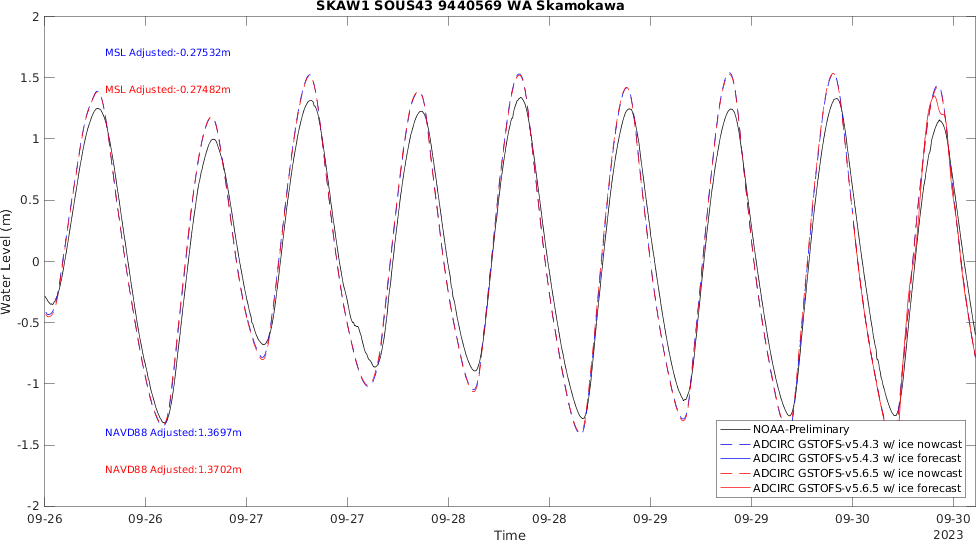 SKAW1 SOUS43 9440569 WA Skamokawa
MSL Adjusted:-0.27532m
MSL Adjusted:-0.27482m
NAVD88 Adjusted:1.3697m
NAVD88 Adjusted:1.3702m
Water Level (m)
2
1.5
1
0.5
0
-0.5
-1
-1.5
-2
NOAA-Preliminary
ADCIRC GSTOFS-v5.4.3 w/ ice nowcast
ADCIRC GSTOFS-v5.4.3 w/ ice forecast
ADCIRC GSTOFS-v5.6.5 w/ ice nowcast
ADCIRC GSTOFS-v5.6.5 w/ ice forecast
09-26 09-26 09-27 09-27 09-28 09-28 09-29 09-29 09-30 09-30
Time
2023